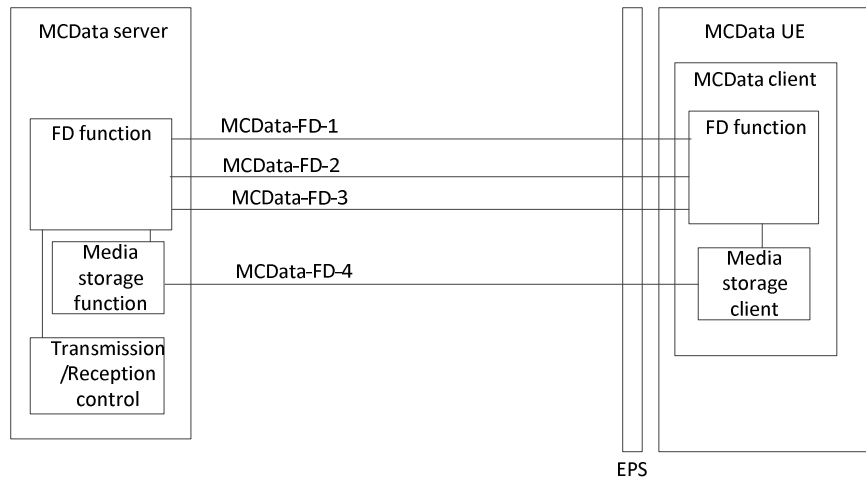 MCData server
MCData UE
MCData client
FD function
MCData-FD-1
FD function
MCData-FD-2
MCData-FD-3
Media
storage
function
MCData-FD-4
Media
storage
client
Transmission
/Reception
control
EPS